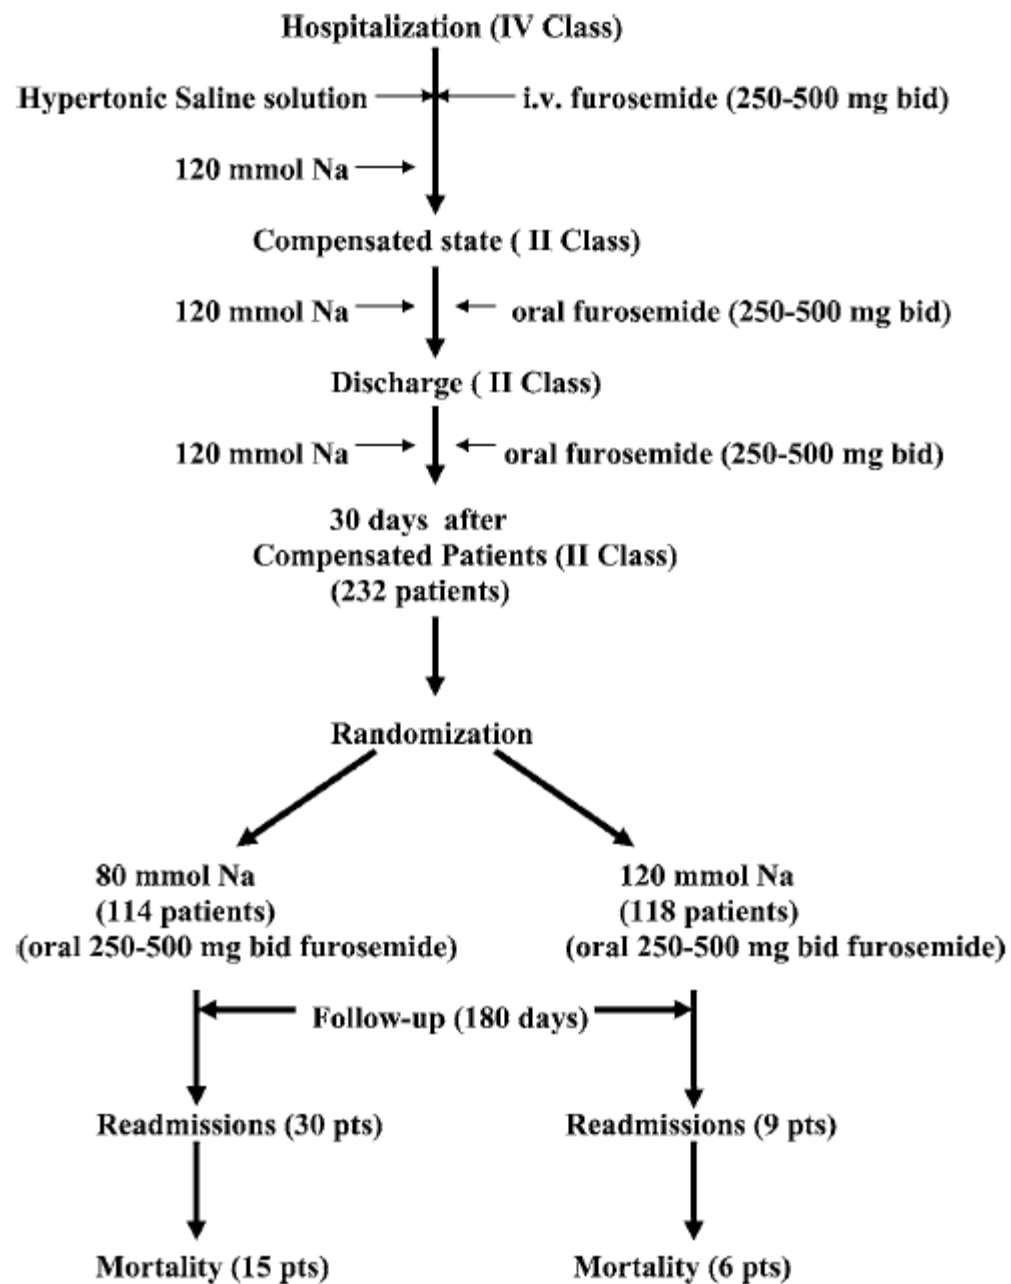 Hospitalization (IV Class)
Hypertonic Saline solution
i.v. furosemide (250-500 mg bid)
120 mmol Na
Compensated state ( II Class)
120 mmol Na
oral furosemide (250-500 mg bid)
Discharge ( II Class)
120 mmol Na
oral furosemide (250-500 mg bid)
30 days after
Compensated Patients (II Class)
(232 patients)
Randomization
80 mmol Na
(114 patients)
(oral 250-500 mg bid furosemide)
120 mmol Na
(118 patients)
(oral 250-500 mg bid furosemide)
Follow-up (180 days)
Readmissions (30 pts)
Readmissions (9 pts)
Mortality (15 pts)
Mortality (6 pts)